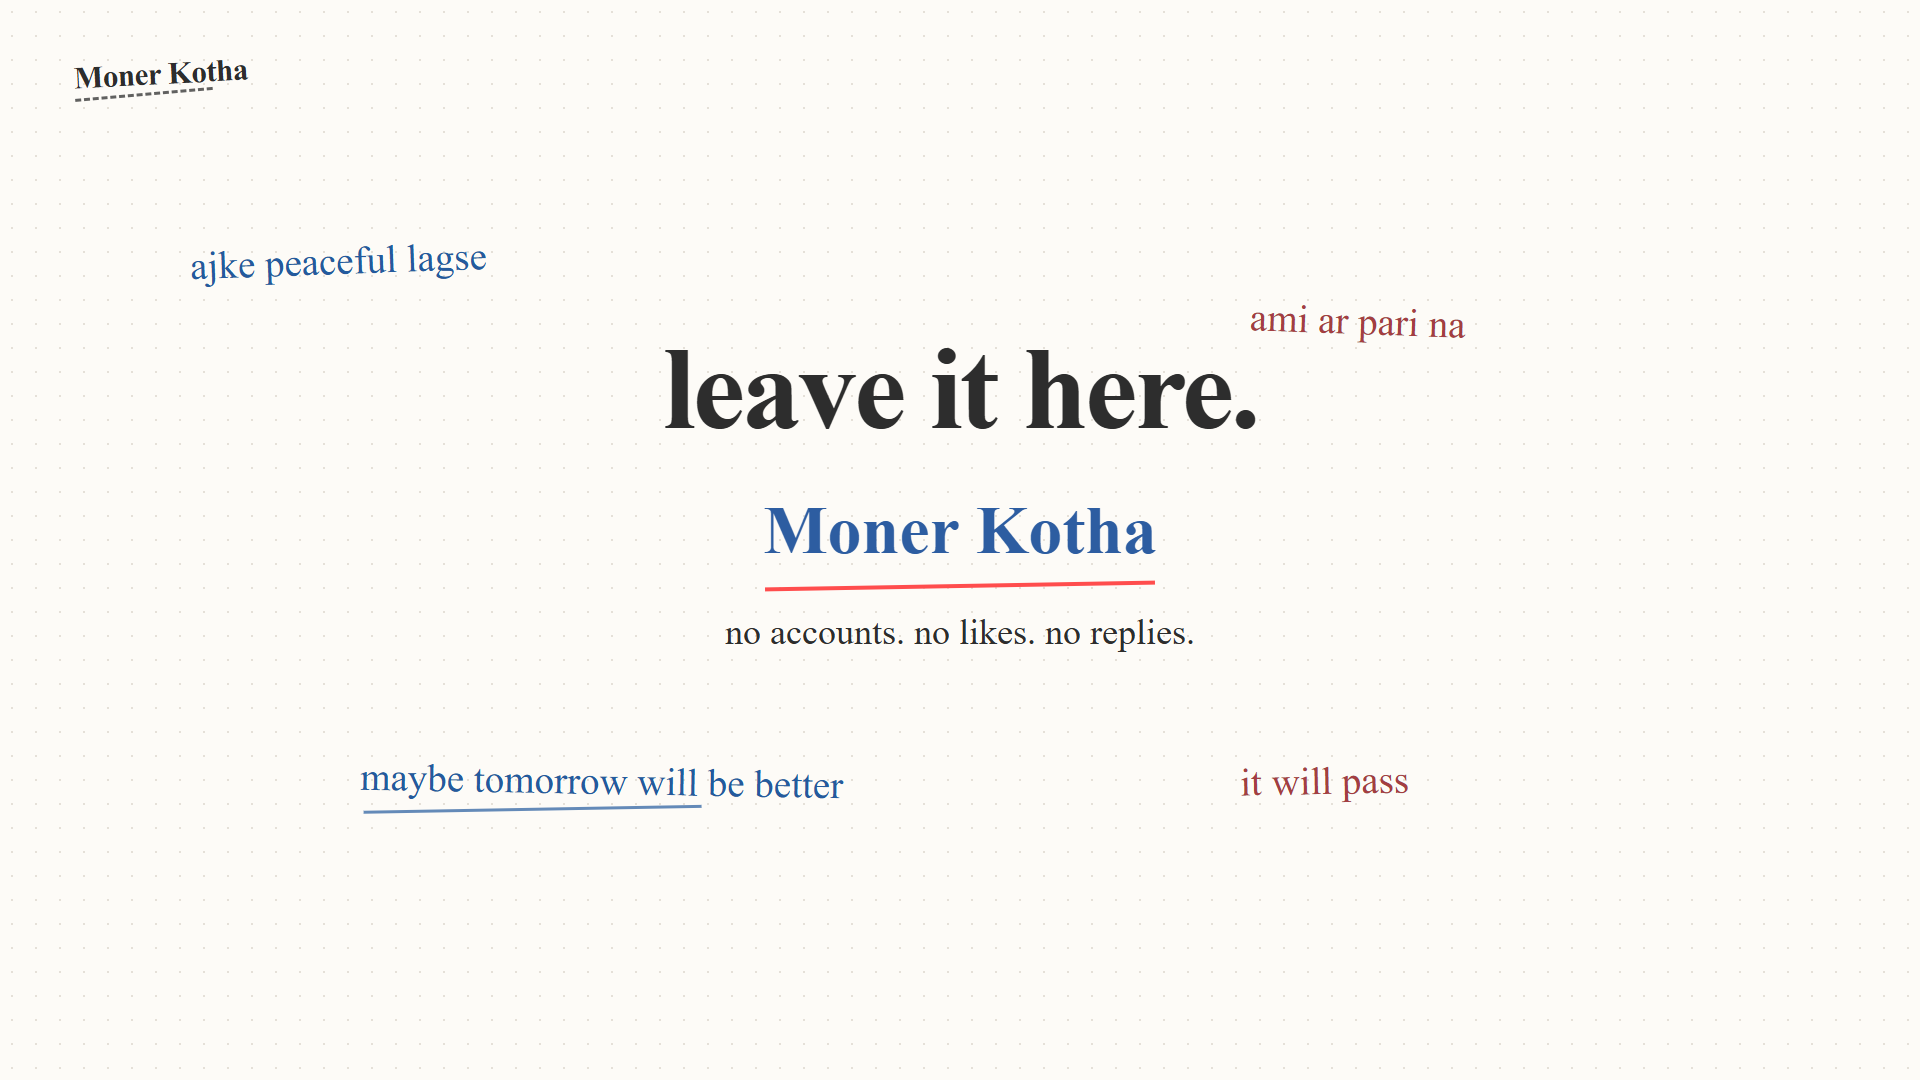 Moner Kotha
ajke peaceful lagse
ami ar pari na
leave it here.
Moner Kotha
no accounts. no likes. no replies.
maybe tomorrow will be better
it will pass